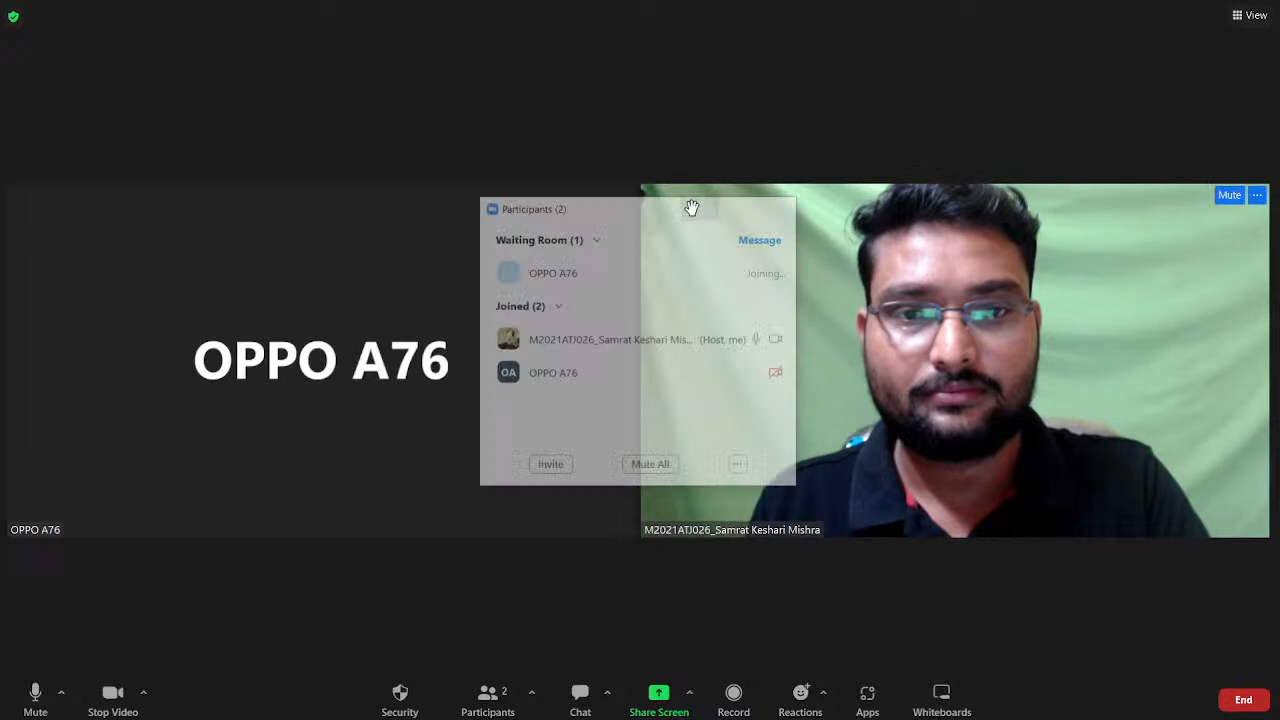 View
Mute
...
Participants (2)
Waiting Room (1)
Message
OPPO A76
Joining...
Joined (2)
M2021ATJ026_Samrat Keshari Mis... (Host, me)
OA
OPPO A76
Invite
Mute All
...
OPPO A76
OPPO A76
M2021ATJ026_Samrat Keshari Mishra
2
Mute
Stop Video
Security
Participants
Chat
Share Screen
Record
Reactions
Apps
Whiteboards
End